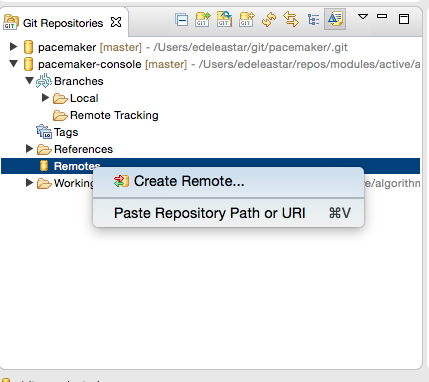 Git Repositories
pacemaker [master] - /Users/edeleastar/git/pacemaker/.git
pacemaker-console [master] - /Users/edeleastar/repos/modules/active/a
Branches
Local
Remote Tracking
Tags
References
Remotes
Create Remote...
Working
e/algorithm
Paste Repository Path or URI ⌘V